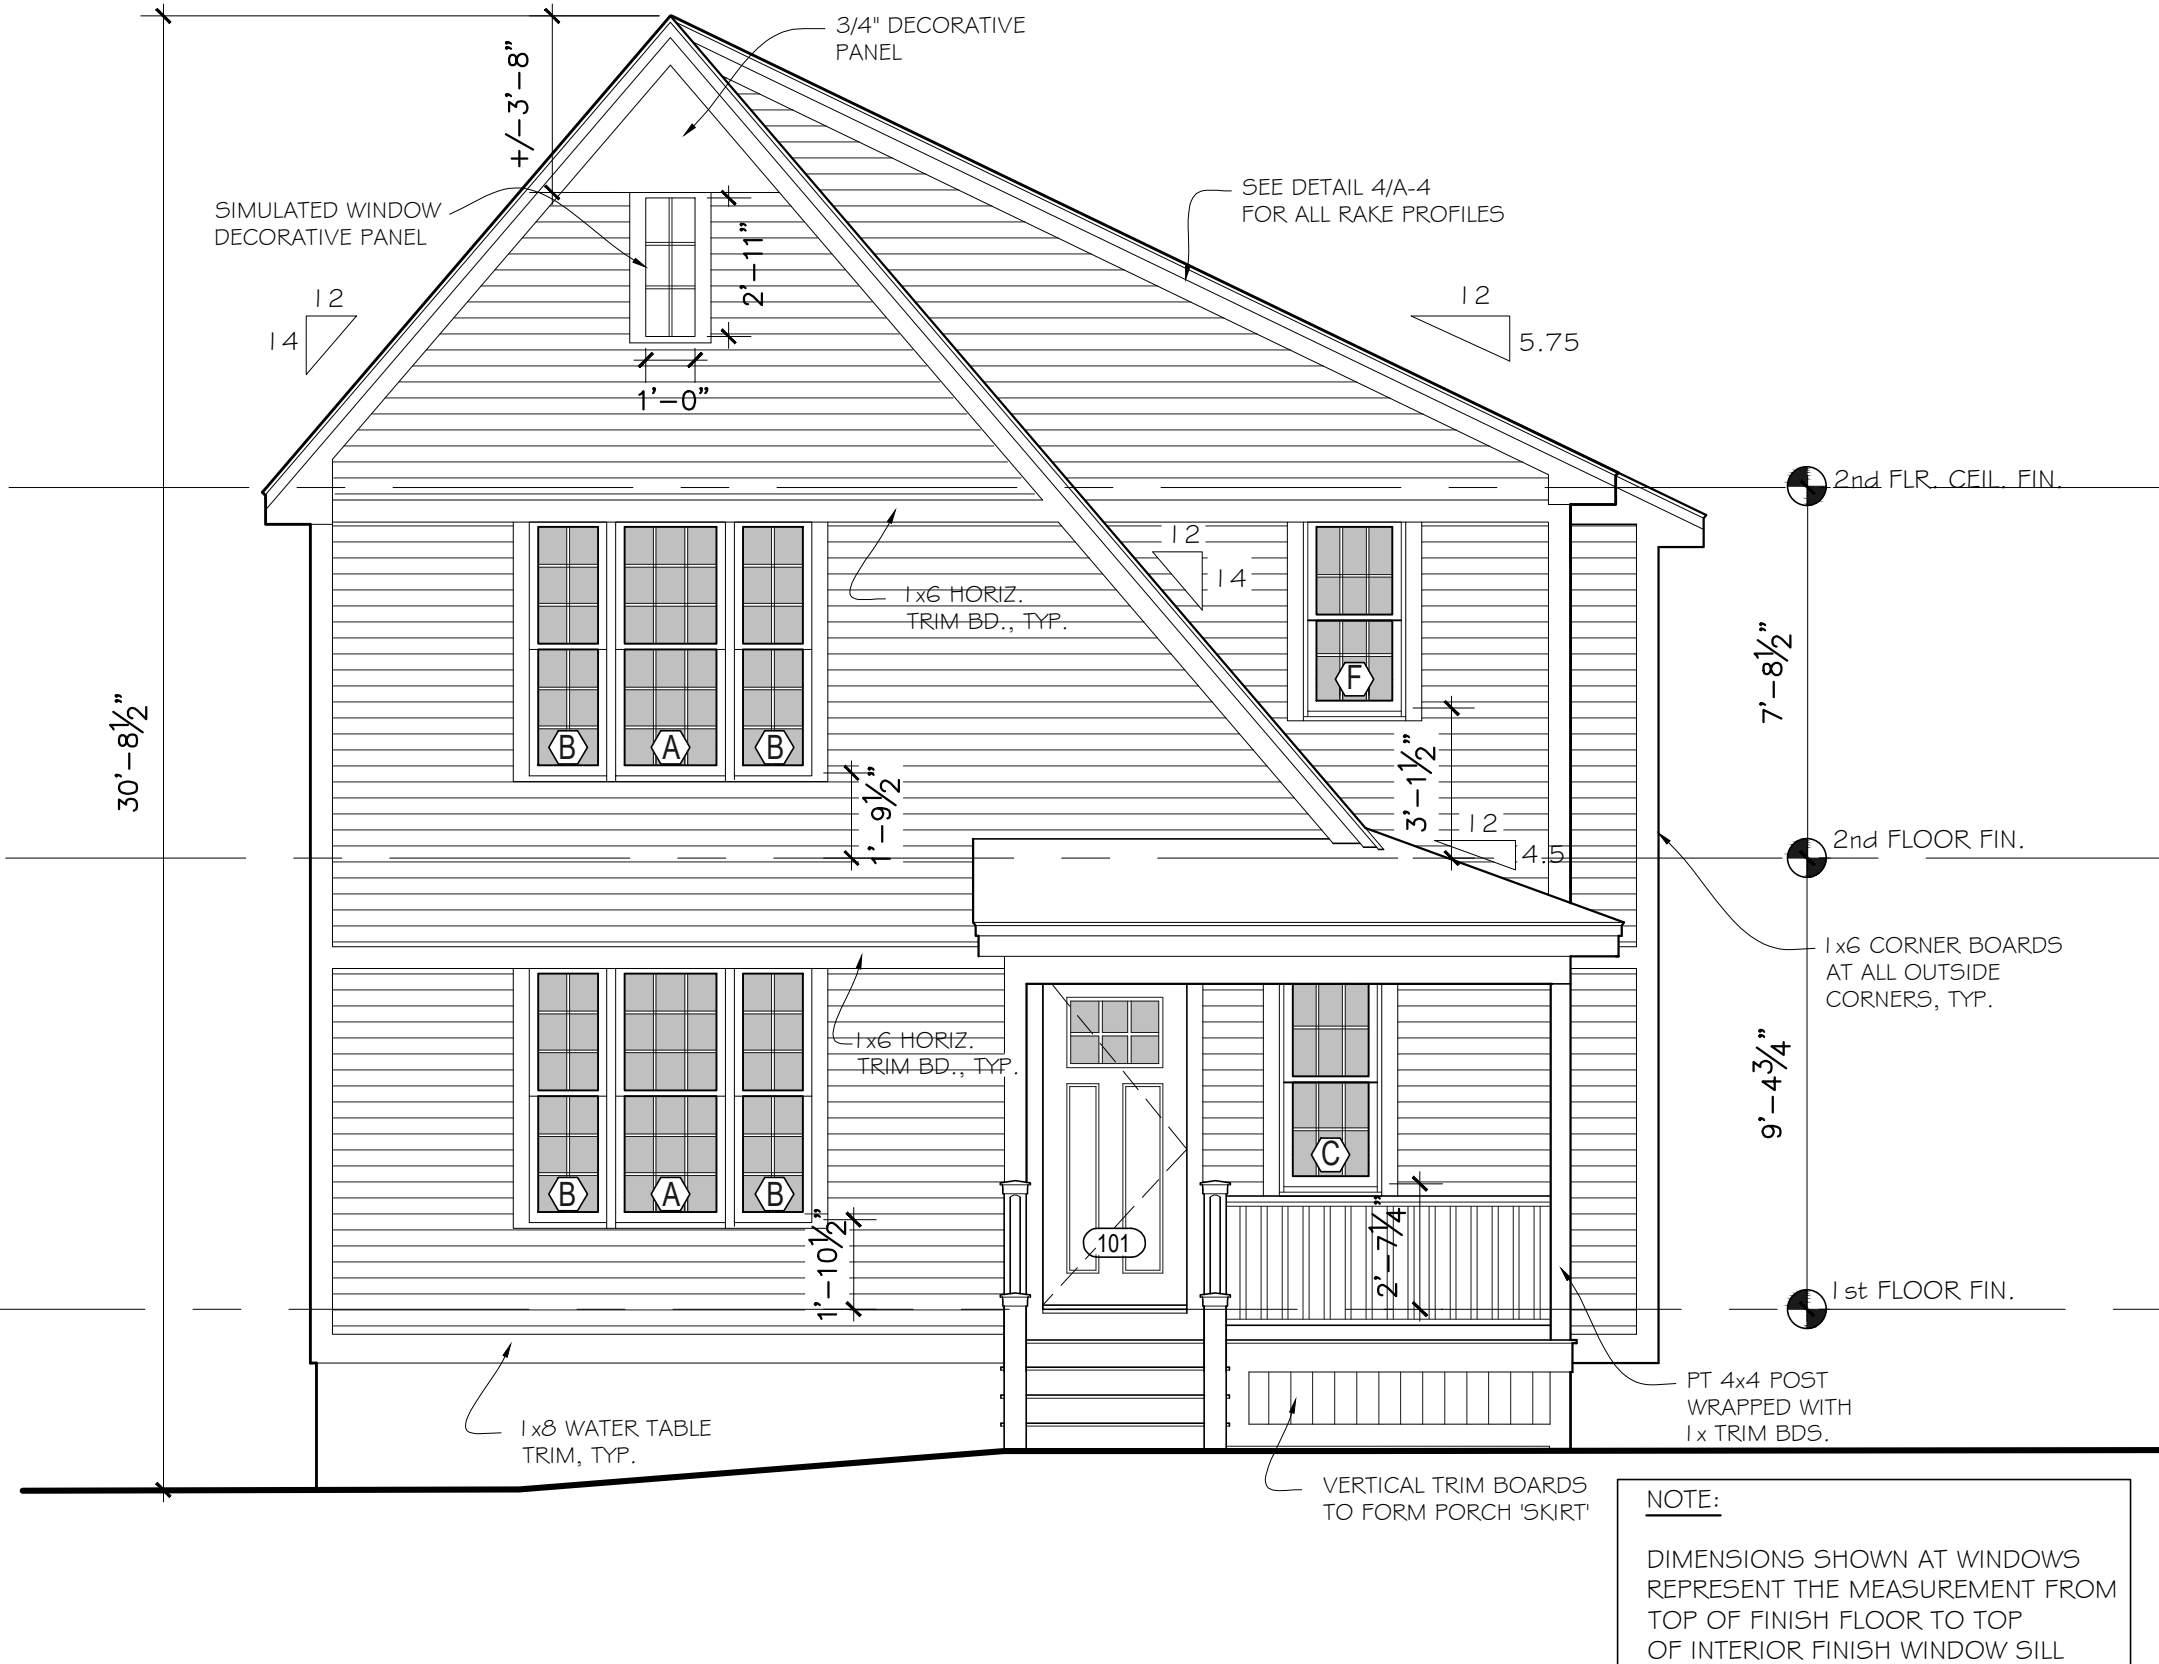 3/4" DECORATIVE
PANEL
+/-3'-8"
SIMULATED WINDOW
DECORATIVE PANEL
2'-11"
1'-0"
SEE DETAIL 4/A-4
FOR ALL RAKE PROFILES
12
14
12
5.75
2nd FLR. CEIL. FIN.
12
14
1x6 HORIZ.
TRIM BD., TYP.
F
7'-8½"
30'-8½"
B
A
B
1'-9½"
3'-1½"
12
4.5
2nd FLOOR FIN.
1x6 CORNER BOARDS
AT ALL OUTSIDE
CORNERS, TYP.
1x6 HORIZ.
TRIM BD., TYP.
9'-4¾"
B
A
B
C
1'-10½"
101
2'-7¼"
1st FLOOR FIN.
PT 4x4 POST
WRAPPED WITH
1x TRIM BDS.
1x8 WATER TABLE
TRIM, TYP.
VERTICAL TRIM BOARDS
TO FORM PORCH 'SKIRT'
NOTE:
DIMENSIONS SHOWN AT WINDOWS
REPRESENT THE MEASUREMENT FROM
TOP OF FINISH FLOOR TO TOP
OF INTERIOR FINISH WINDOW SILL